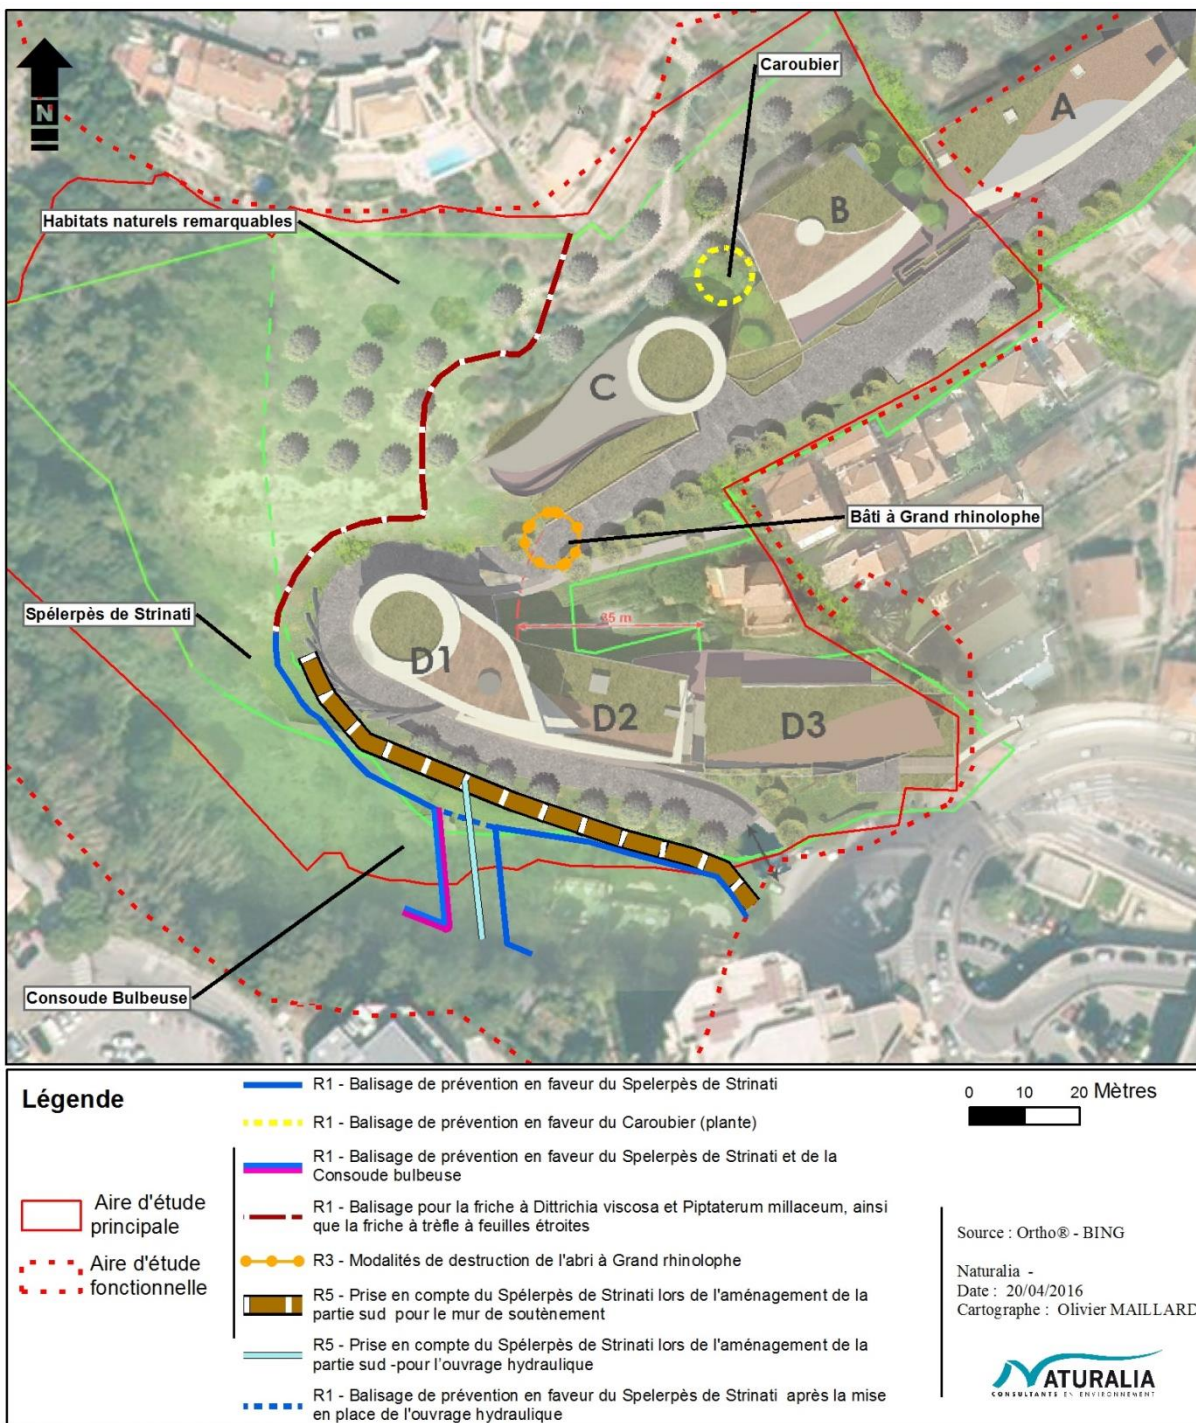 Caroubier
A
N
B
Habitats naturels remarquables
C
Bâti à Grand rhinolophe
Spélerpès de Strinati
35 m
D1
D2
D3
Consoude Bulbeuse
Légende
Aire d'étude
principale
Aire d'étude
fonctionnelle
R1 - Balisage de prévention en faveur du Spelerpès de Strinati
R1 - Balisage de prévention en faveur du Caroubier (plante)
R1 - Balisage de prévention en faveur du Spelerpès de Strinati et de la
Consoude bulbeuse
R1 - Balisage pour la friche à Dittrichia viscosa et Piptaterum millaceum, ainsi
que la friche à trèfle à feuilles étroites
R3 - Modalités de destruction de l'abri à Grand rhinolophe
R5 - Prise en compte du Spélerpès de Strinati lors de l'aménagement de la
partie sud pour le mur de soutènement
R5 - Prise en compte du Spélerpès de Strinati lors de l'aménagement de la
partie sud -pour l'ouvrage hydraulique
R1 - Balisage de prévention en faveur du Spelerpès de Strinati après la mise
en place de l'ouvrage hydraulique
0 10 20 Mètres
Source : Ortho® - BING
Naturalia -
Date : 20/04/2016
Cartographe : Olivier MAILLARD
NATURALIA
CONSULTANTS EN ENVIRONNEMENT